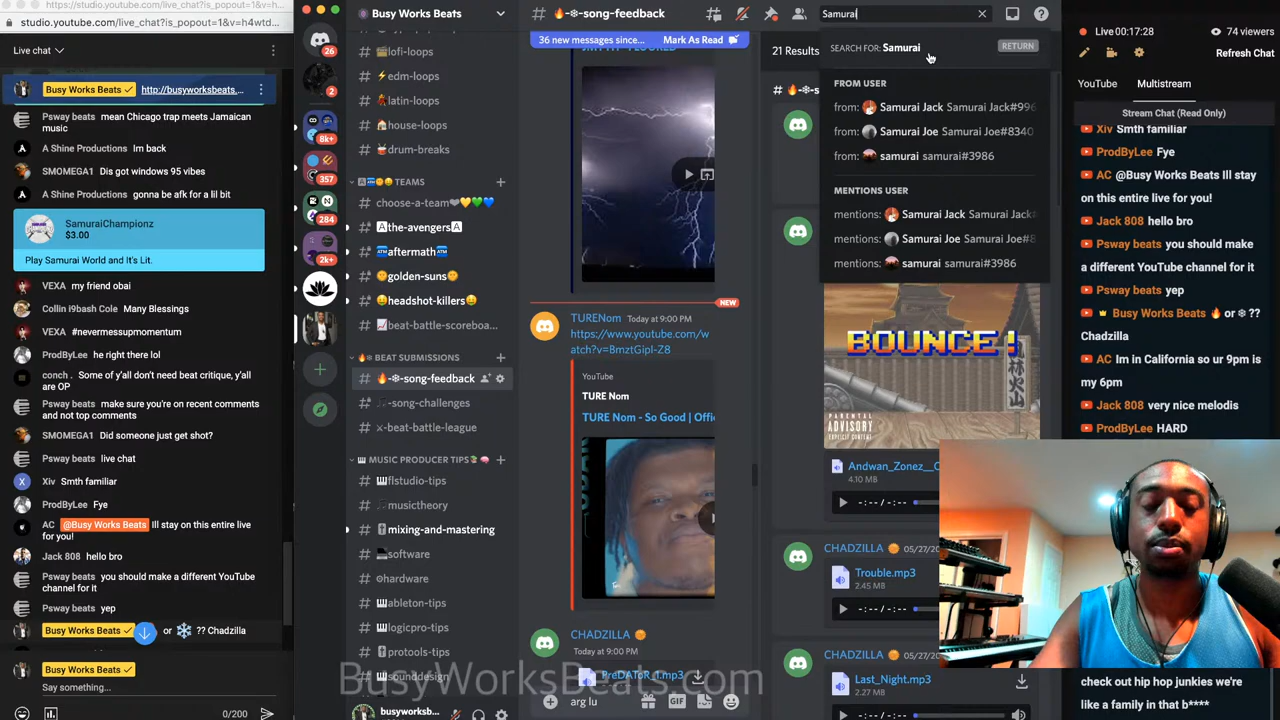 studio.youtube.com/live_chat?is_popout=1&v=h4wtd...
Live chat
Busy Works Beats http://busyworksbeats....
Psway beats mean Chicago trap meets Jamaican
music
A Shine Productions Im back
SMOMEGA1 Dis got windows 95 vibes
A Shine Productions gonna be afk for a lil bit
SamuraiChampionz
$3.00
Play Samurai World and It's Lit.
VEXA my friend obai
Collin i9bash Cole Many Blessings
VEXA #nevermessupmomentum
ProdByLee he right there lol
conch . Some of y'all don't need beat critique, y'all
are OP
Psway beats make sure you're on recent comments
and not top comments
SMOMEGA1 Did someone just get shot?
Psway beats live chat
Xiv Smth familiar
ProdByLee Fye
AC @Busy Works Beats Ill stay on this entire live
for you!
Jack 808 hello bro
Psway beats you should make a different YouTube
channel for it
Psway beats yep
Busy Works Beats or ❄ ?? Chadzilla
Busy Works Beats
Say something...
0/200
26
2
8k+
357
284
2k+
Busy Works Beats
lofi-loops
edm-loops
latin-loops
house-loops
drum-breaks
TEAMS
choose-a-team
the-avengers
aftermath
golden-suns
headshot-killers
beat-battle-scoreboa...
BEAT SUBMISSIONS
-song-feedback
-song-challenges
-beat-battle-league
MUSIC PRODUCER TIPS
flstudio-tips
musictheory
mixing-and-mastering
software
hardware
ableton-tips
logicpro-tips
protools-tips
sounddesign
busyworksb...
# -song-feedback
36 new messages since... Mark As Read
NEW
TURENom Today at 9:00 PM
https://www.youtube.com/w
atch?v=BmztGipI-Z8
YouTube
TURE Nom
TURE Nom - So Good | Offi
CHADZILLA
Today at 9:00 PM
PreDAToR_1.mp3
arg lu
GIF
Samurai
21 Results
SEARCH FOR: Samurai RETURN
FROM USER
from: Samurai Jack Samurai Jack#996
from: Samurai Joe Samurai Joe#8340
from: samurai samurai#3986
MENTIONS USER
mentions: Samurai Jack Samurai Jack#
mentions: Samurai Joe Samurai Joe#8
mentions: samurai samurai#3986
BOUNCE !
PARENTAL
ADVISORY
EXPLICIT CONTENT
Andwan_Zonez__C
4.10 MB
-:-- / -:--
CHADZILLA 05/27/20
Trouble.mp3
2.45 MB
-:-- / -:--
CHADZILLA 05/27/20
Last_Night.mp3
2.27 MB
-:-- / -:--
Live 00:17:28 74 viewers
Refresh Chat
YouTube Multistream
Stream Chat (Read Only)
Xiv Smth familiar
ProdByLee Fye
AC @Busy Works Beats Ill stay
on this entire live for you!
Jack 808 hello bro
Psway beats you should make
a different YouTube channel for it
Psway beats yep
Busy Works Beats 🔥 or ❄ ??
Chadzilla
AC Im in California so ur 9pm is
my 6pm
Jack 808 very nice melodis
ProdByLee HARD
check out hip hop junkies we're
like a family in that b****
BusyWorksBeats.com